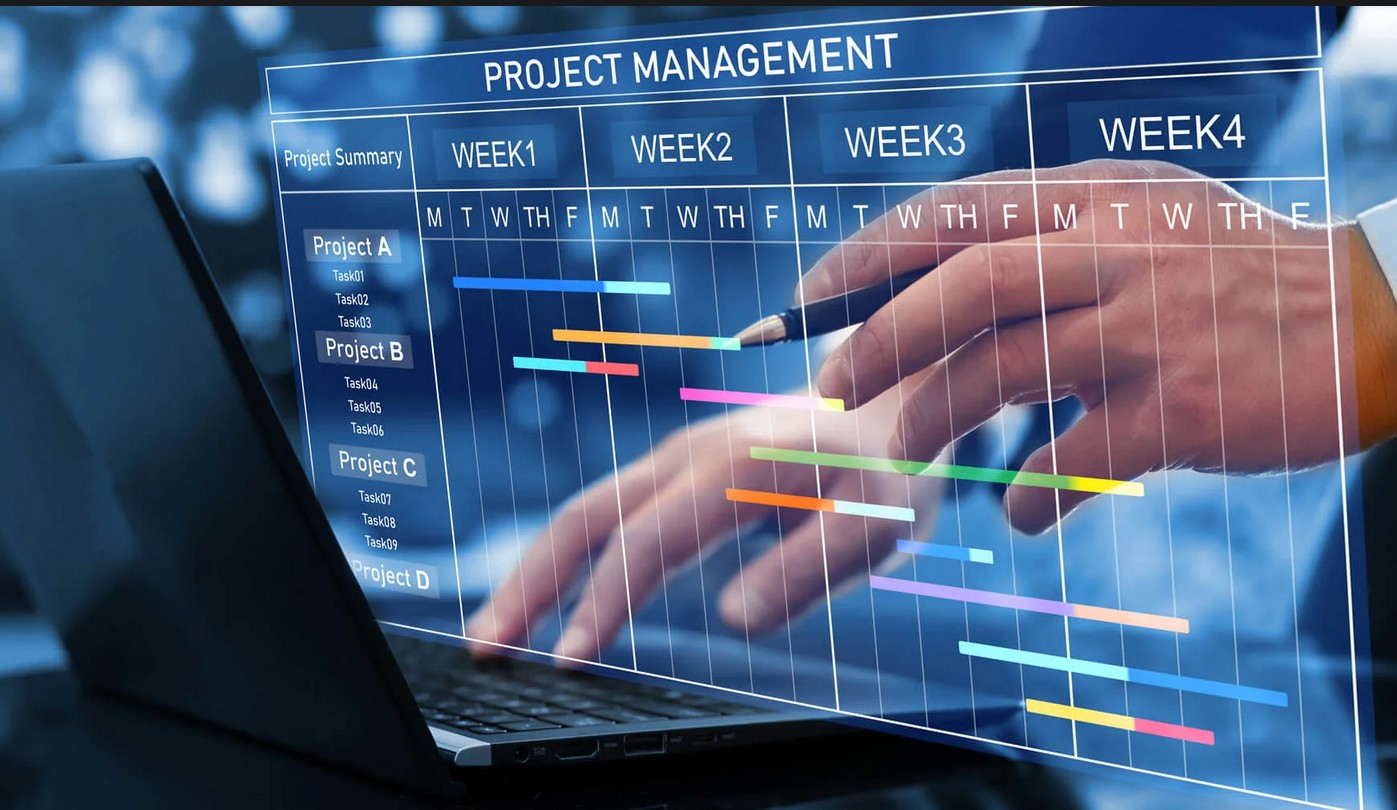 PROJECT MANAGEMENT
Project Summary WEEK1 WEEK2 WEEK3 WEEK4
M T W TH F M T W TH F M T W TH F M T W TH F
Project A
Task01
Task02
Task03
Project B
Task04
Task05
Task06
Project C
Task07
Task08
Task09
Project D